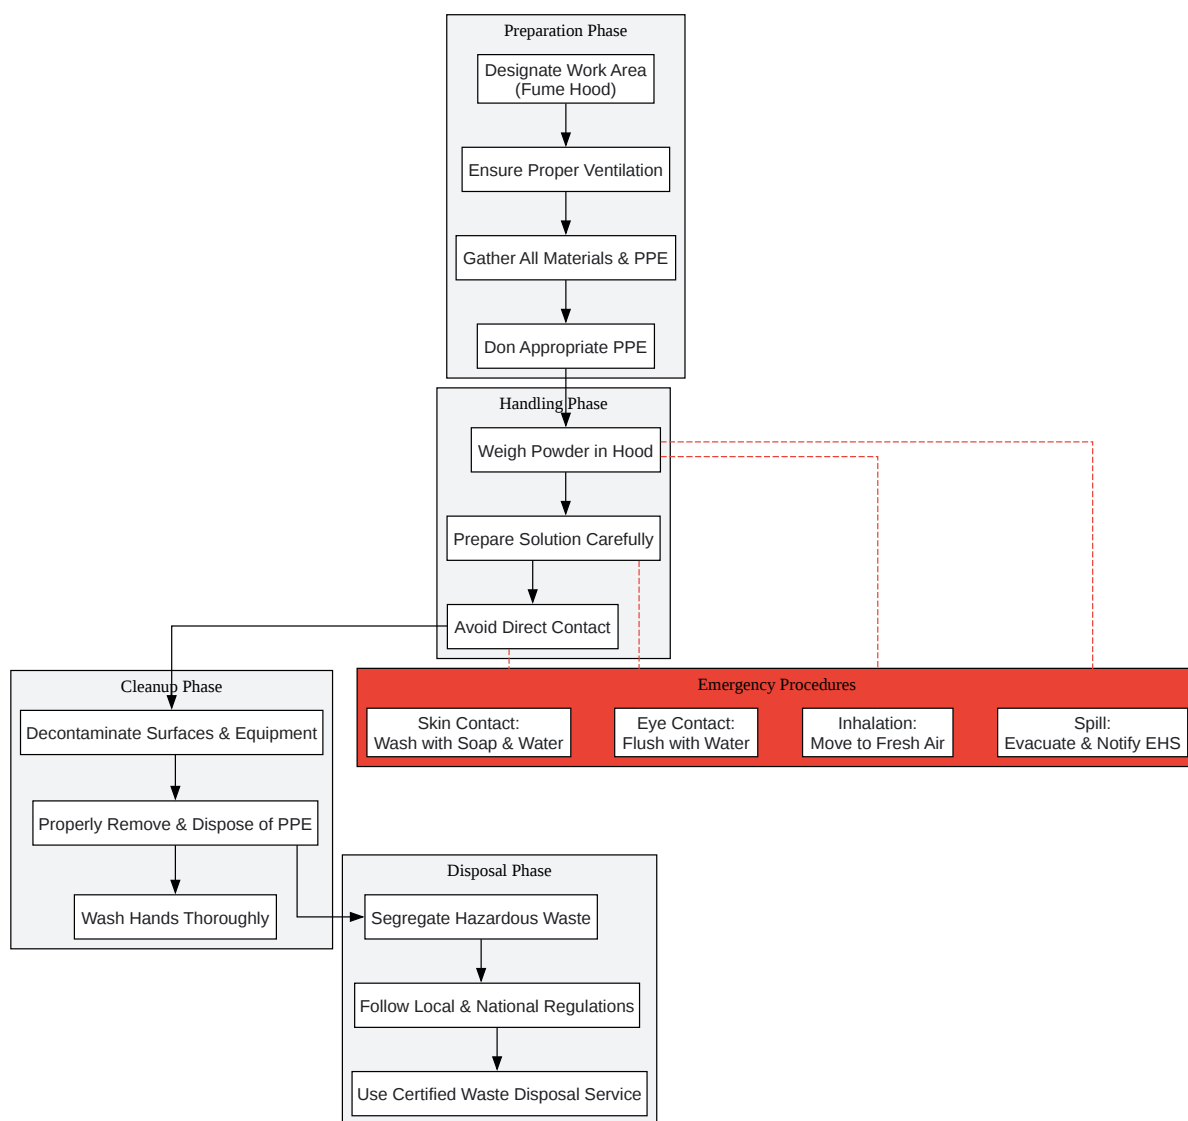 Preparation Phase
Designate Work Area
(Fume Hood)
Ensure Proper Ventilation
Gather All Materials & PPE
Don Appropriate PPE
Handling Phase
Weigh Powder in Hood
Prepare Solution Carefully
Avoid Direct Contact
Cleanup Phase
Decontaminate Surfaces & Equipment
Properly Remove & Dispose of PPE
Wash Hands Thoroughly
Emergency Procedures
Skin Contact:
Wash with Soap & Water
Eye Contact:
Flush with Water
Inhalation:
Move to Fresh Air
Spill:
Evacuate & Notify EHS
Disposal Phase
Segregate Hazardous Waste
Follow Local & National Regulations
Use Certified Waste Disposal Service